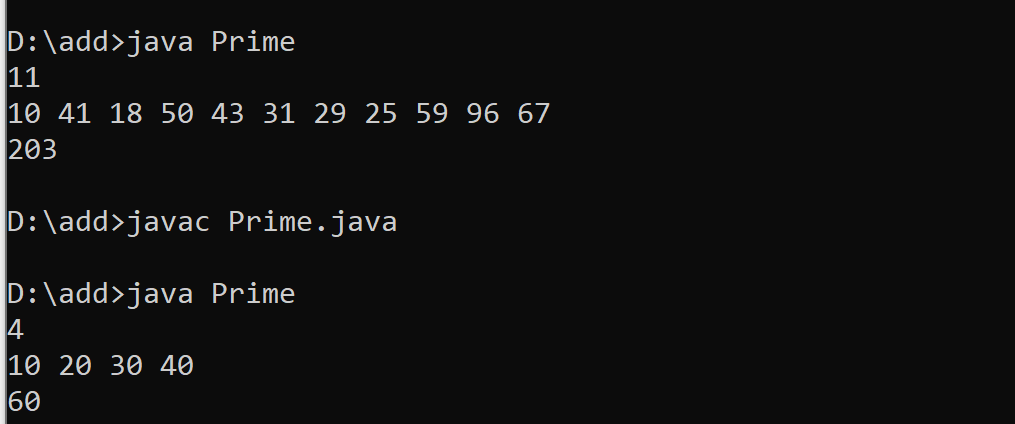 D:\add>java Prime
11
10 41 18 50 43 31 29 25 59 96 67
203
D:\add>javac Prime.java
D:\add>java Prime
4
10 20 30 40
60